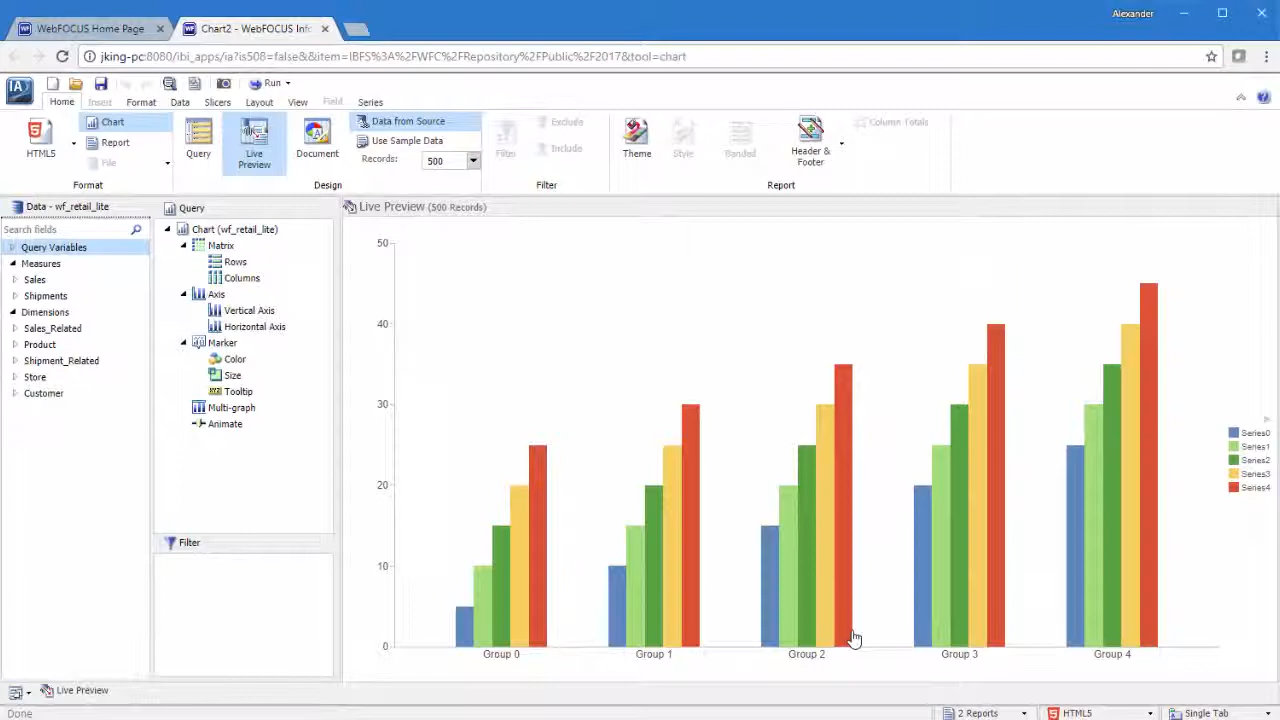 Alexander
WebFOCUS Home Page
Chart2 - WebFOCUS Info
jking-pc:8080/ibi_apps/ia?is508=false&&item=IBFS%3A%2FWFC%2FRepository%2FPublic%2F2017&tool=chart
IA
Run
Home Insert Format Data Slicers Layout View Field Series
HTML5
Chart
Report
File
Format
Query
Live Preview
Document
Data from Source
Use Sample Data
Records: 500
Design
Filter
Exclude
Include
Filter
Theme
Style
Banded
Header & Footer
Column Totals
Report
Data - wf_retail_lite
Search fields
Query Variables
Measures
Sales
Shipments
Dimensions
Sales_Related
Product
Shipment_Related
Store
Customer
Query
Chart (wf_retail_lite)
Matrix
Rows
Columns
Axis
Vertical Axis
Horizontal Axis
Marker
Color
Size
Tooltip
Multi-graph
Animate
Filter
Live Preview (500 Records)
50
40
30
20
10
0
Group 0 Group 1 Group 2 Group 3 Group 4
Series0
Series1
Series2
Series3
Series4
Live Preview
Done
2 Reports
HTML5
Single Tab